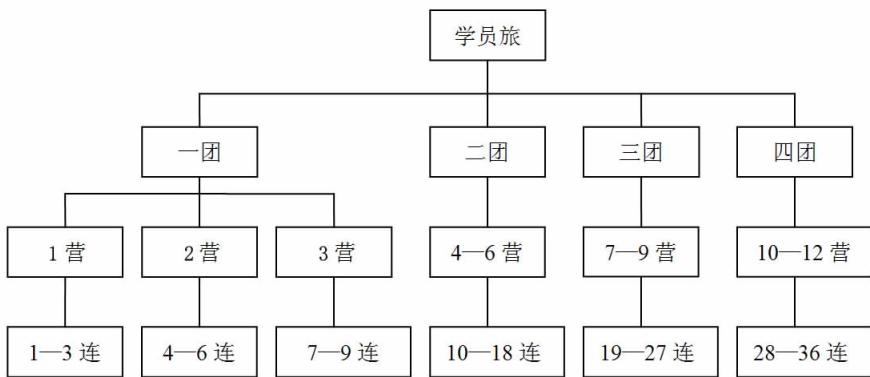 学员旅
一团
二团
三团
四团
1 营
2 营
3 营
4—6 营
7—9 营
10—12 营
1—3 连
4—6 连
7—9 连
10—18 连
19—27 连
28—36 连